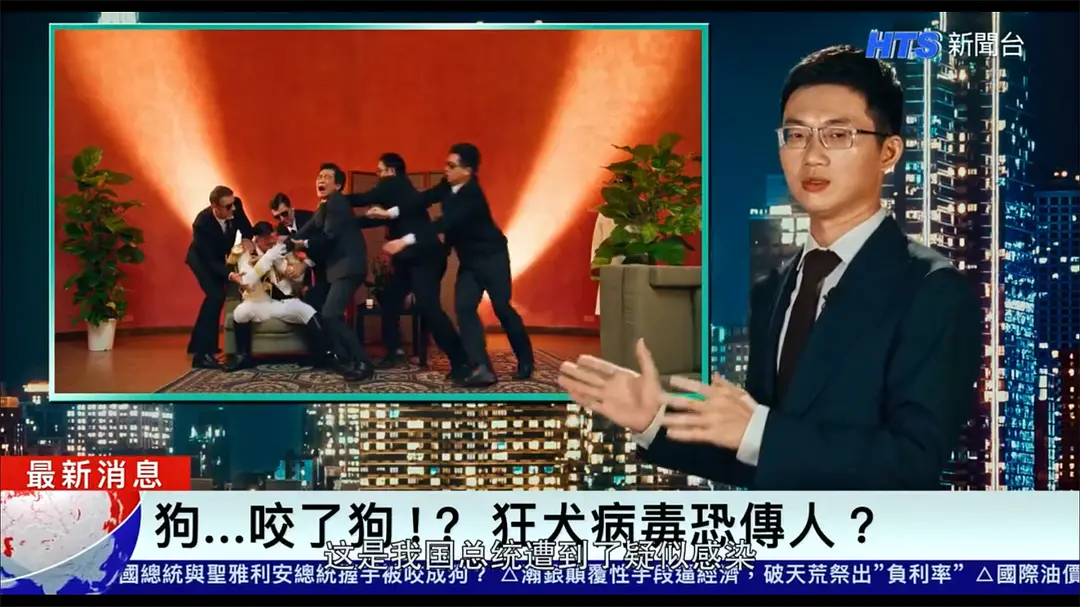 HTS 新聞台
最新消息
狗...咬了狗!? 狂犬病毒恐傳人?
这是我国总统遭到了疑似感染
國總統與聖雅利安總統握手被咬成狗? △瀚銀顛覆性手段逼經濟,破天荒祭出"負利率" △國際油價